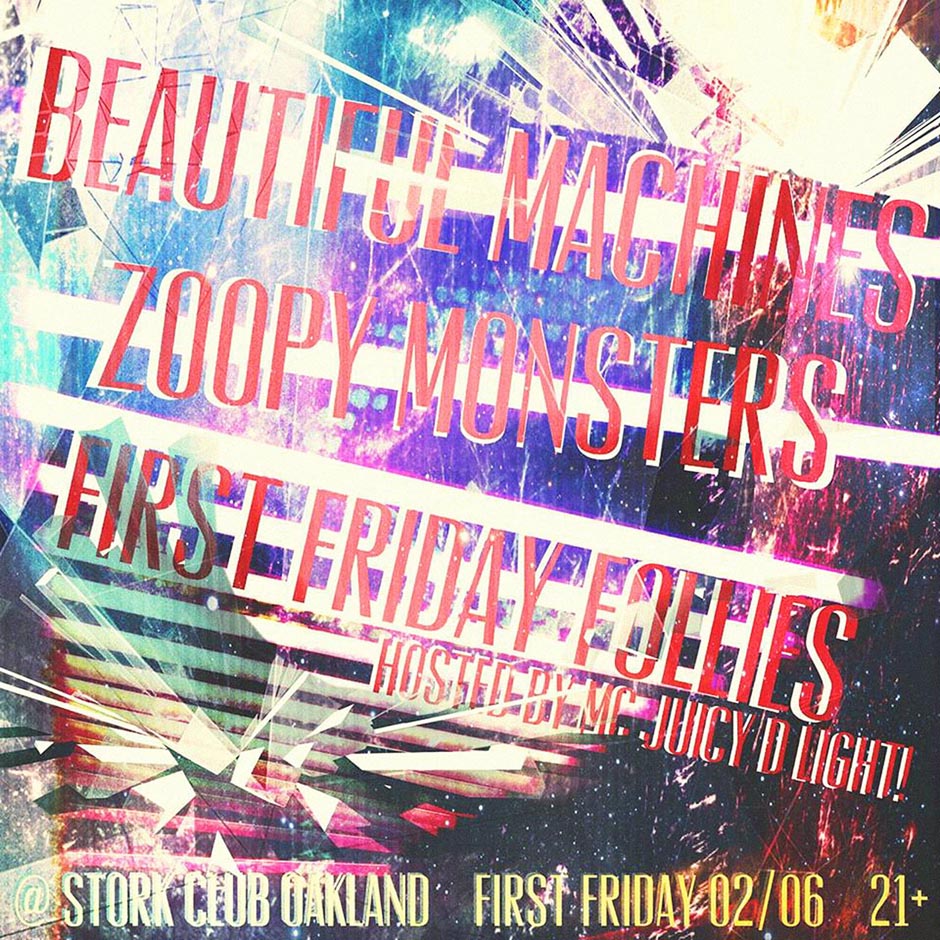 BEAUTIFUL MACHINES
ZOOPY MONSTERS
FIRST FRIDAY FOLLIES
HOSTED BY MC. JUICY D LIGHT!
@ STORK CLUB OAKLAND FIRST FRIDAY 02/06 21+